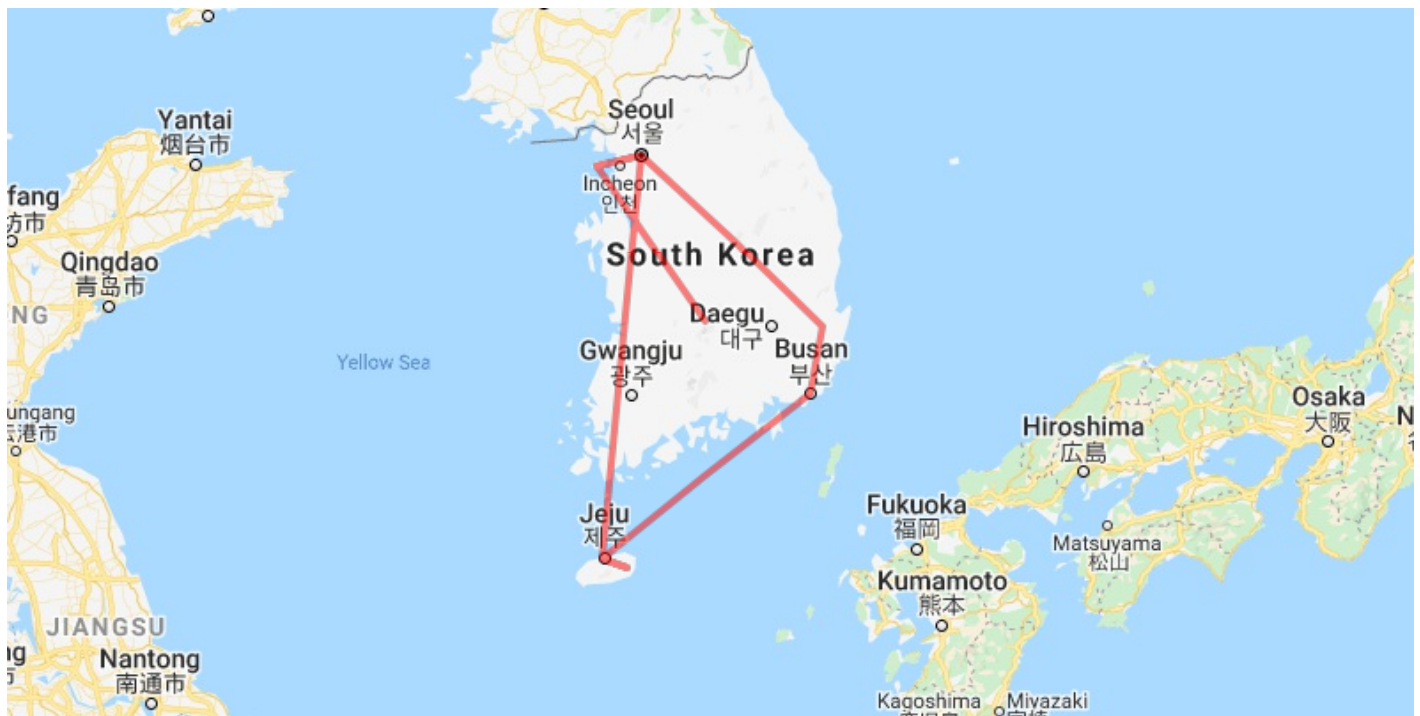 Seoul
서울
Yantai
烟台市
Incheon
인천
fang
坊市
South Korea
Qingdao
青岛市
NG
Daegu
대구
Busan
부산
Gwangju
광주
Yellow Sea
ungang
云港市
Osaka
大阪
N
Hiroshima
広島
Jeju
제주
Fukuoka
福岡
Matsuyama
松山
Kumamoto
熊本
JIANGSU
Nantong
南通市
ng
市
Kagoshima
Miyazaki